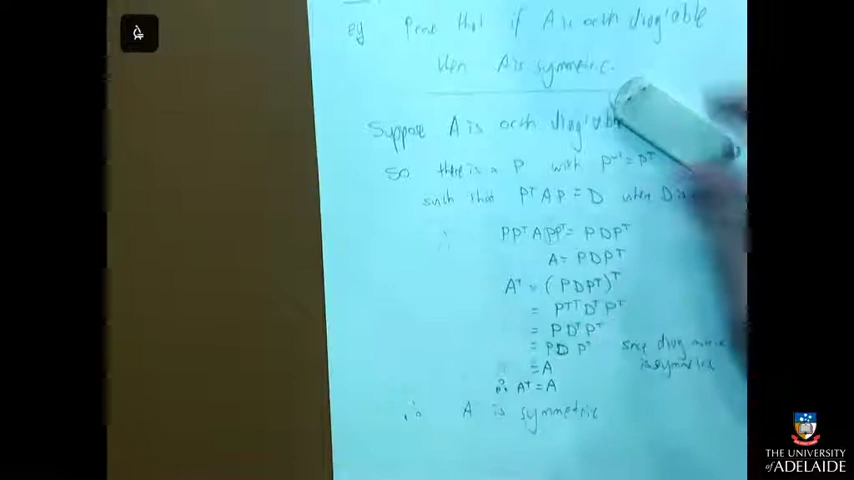 eg Prove that if A is orth diag'able
then A is symmetric.
Suppose A is orth diag'able
So there is a P with P⁻¹ = Pᵀ
such that PᵀAP = D where D is
∴ PPᵀAPPᵀ = PDPᵀ
A = PDPᵀ
Aᵀ = (PDPᵀ)ᵀ
= PᵀᵀDᵀPᵀ
= PDᵀPᵀ
= PDPᵀ since diag matrix
is symmetric
= A
∴ Aᵀ = A
∴ A is symmetric
THE UNIVERSITY
of ADELAIDE